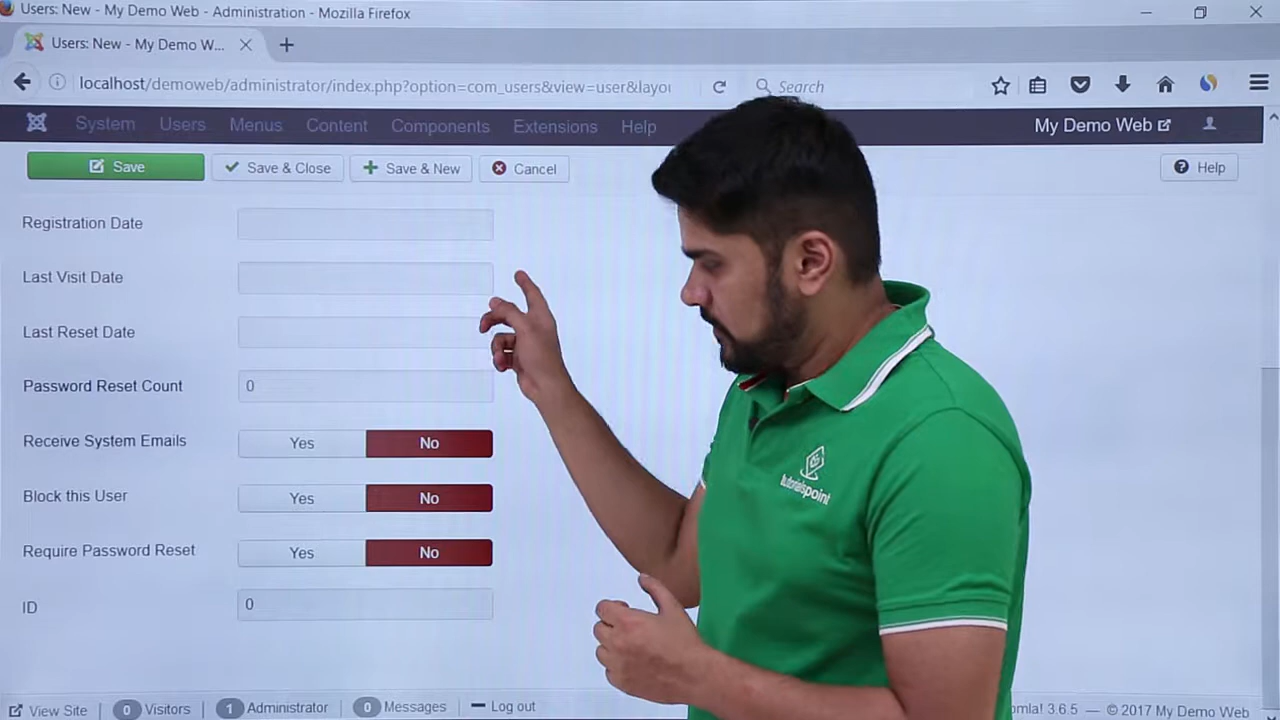 Users: New - My Demo Web - Administration - Mozilla Firefox
Users: New - My Demo W...
localhost/demoweb/administrator/index.php?option=com_users&view=user&layou
Search
System Users Menus Content Components Extensions Help My Demo Web
Save Save & Close Save & New Cancel Help
Registration Date
Last Visit Date
Last Reset Date
Password Reset Count 0
Receive System Emails Yes No
Block this User Yes No
Require Password Reset Yes No
ID 0
tutorialspoint
View Site 0 Visitors 1 Administrator 0 Messages Log out omla! 3.6.5 — © 2017 My Demo Web